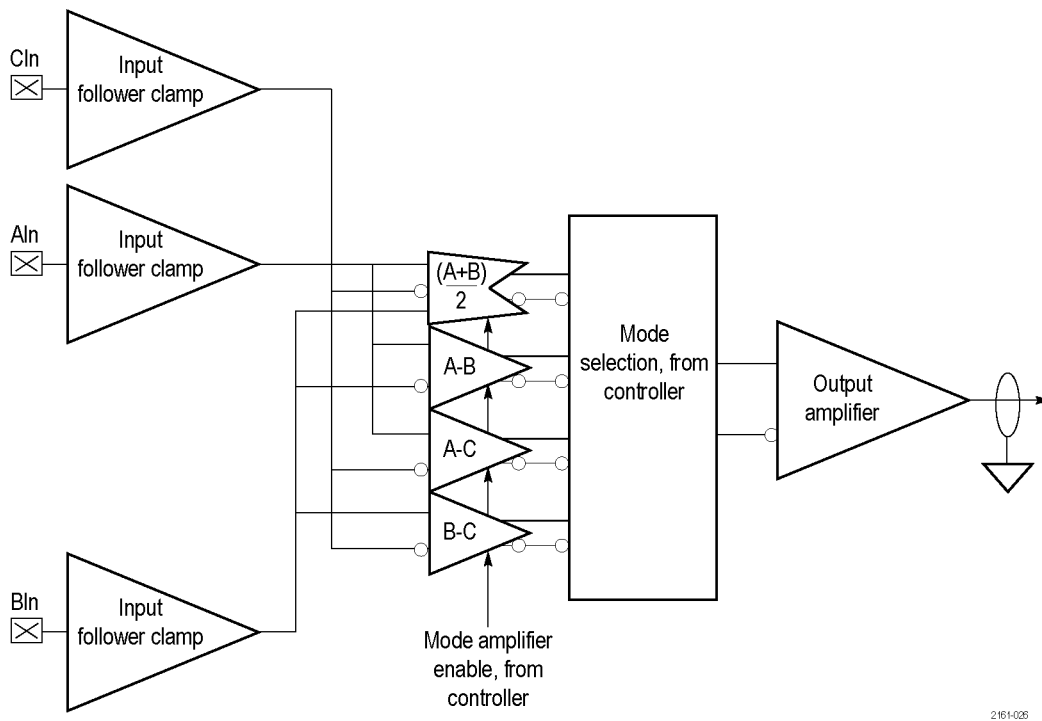 CIn
Input
follower clamp
AIn
Input
follower clamp
(A+B)
2
A-B
A-C
B-C
Mode
selection, from
controller
Output
amplifier
BIn
Input
follower clamp
Mode amplifier
enable, from
controller
2161-026